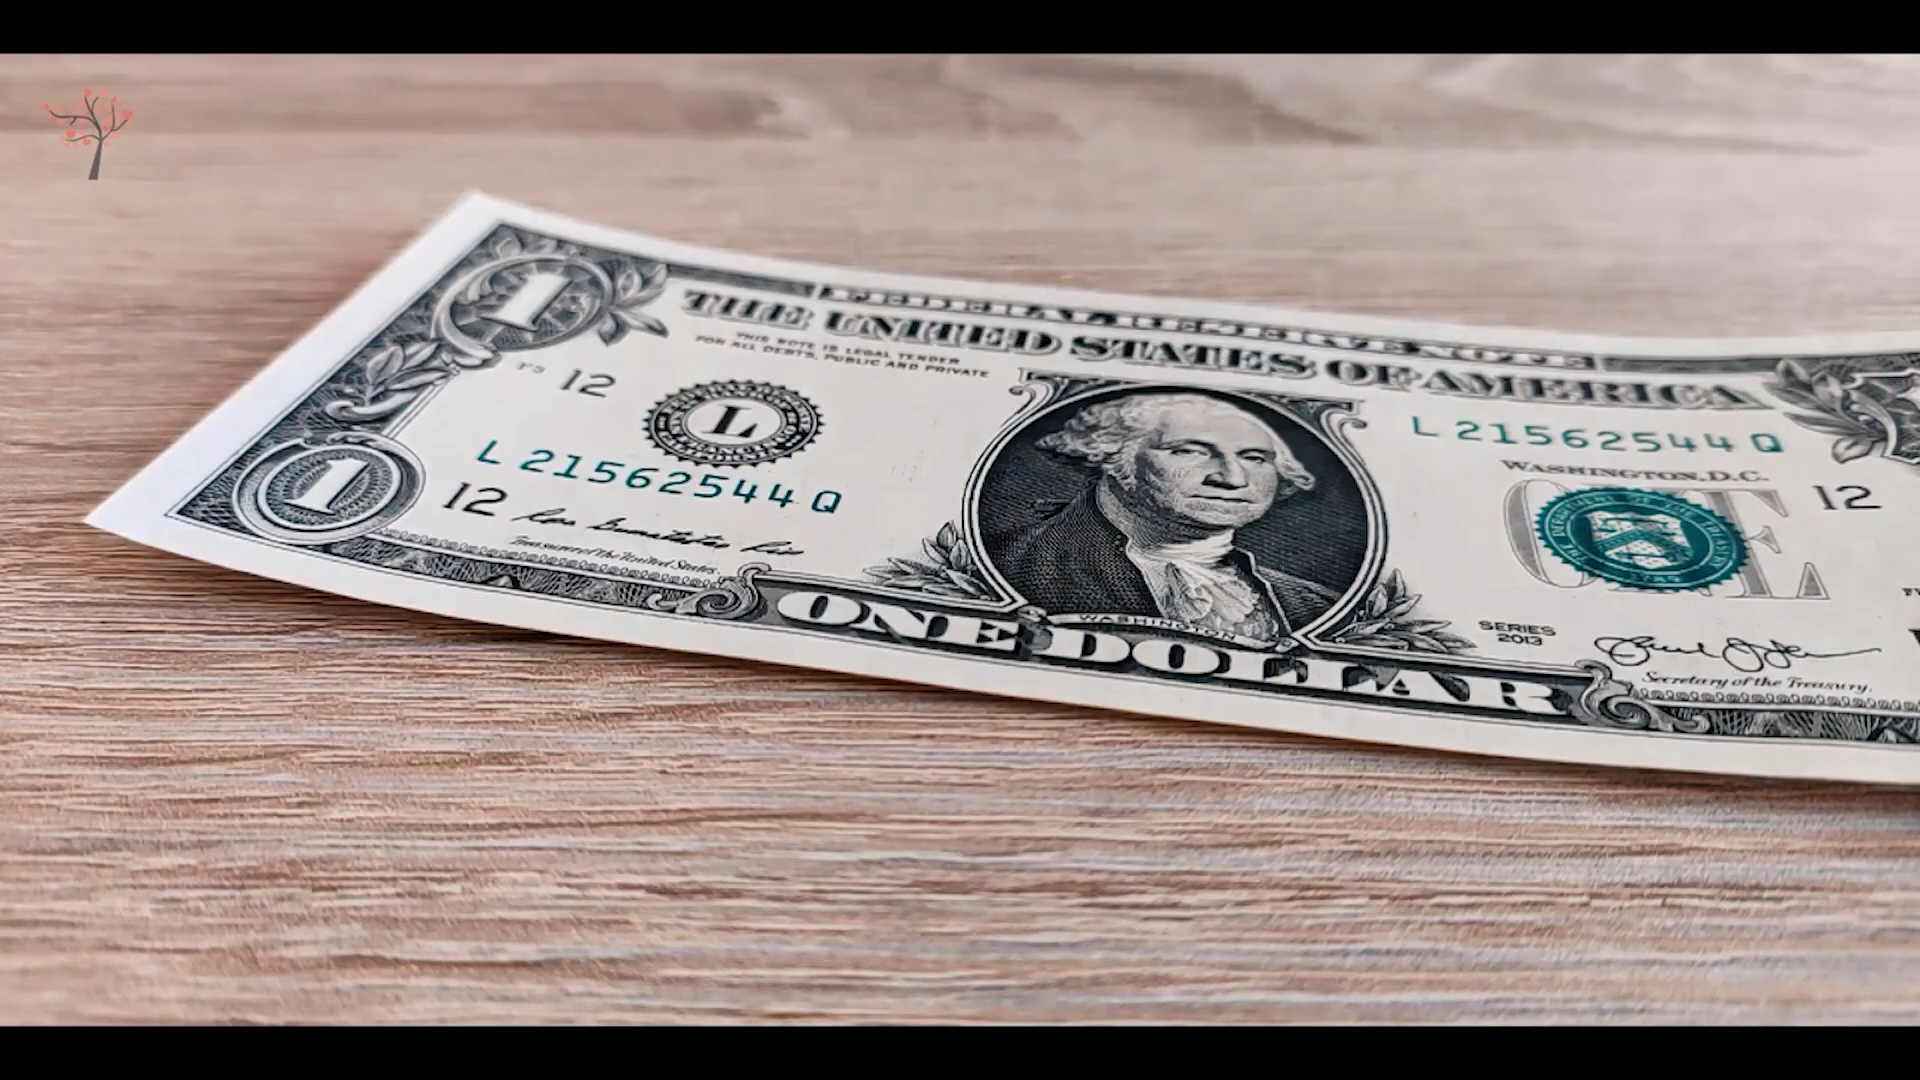 FEDERAL RESERVE NOTE
THE UNITED STATES OF AMERICA
THIS NOTE IS LEGAL TENDER
FOR ALL DEBTS, PUBLIC AND PRIVATE
1
12
L
L 21562544 Q
L 21562544 Q
WASHINGTON, D.C.
12
1
12
Treasurer of the United States.
WASHINGTON
SERIES
2013
Secretary of the Treasury.
ONE DOLLAR